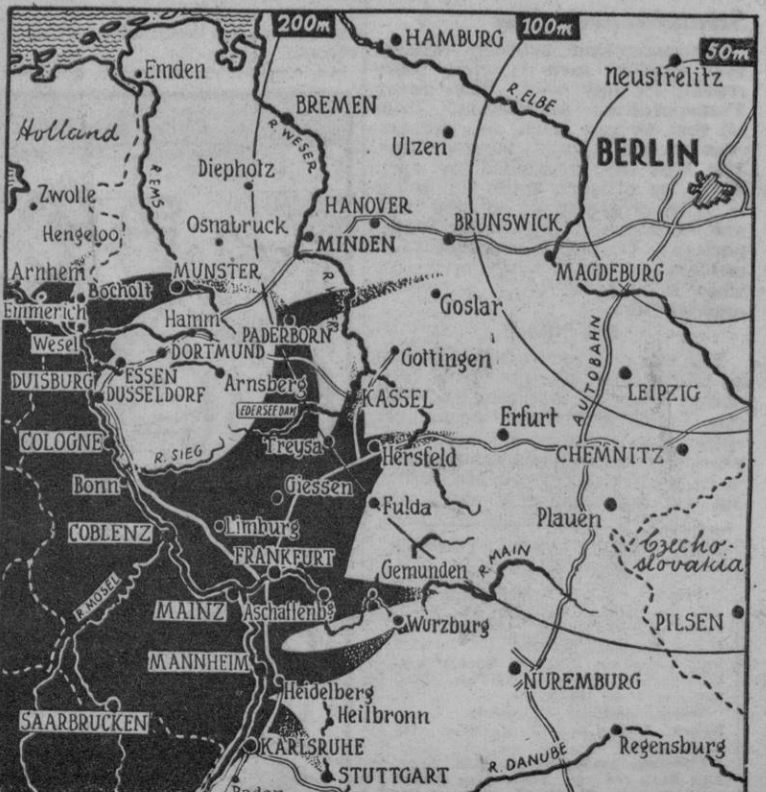 200m
100m
50m
HAMBURG
Neustrelitz
Emden
R. ELBE
BREMEN
Holland
R. WESER
Ulzen
BERLIN
Diepholz
R EMS
Zwolle
HANOVER
Osnabruck
BRUNSWICK
Hengeloo
MINDEN
Arnhem
MUNSTER
MAGDEBURG
Bocholt
Emmerich
Goslar
Hamm
PADERBORN
Wesel
DORTMUND
Gottingen
AUTOBAHN
ESSEN
DUISBURG
Arnsberg
LEIPZIG
DUSSELDORF
KASSEL
EDERSEE DAM
Erfurt
COLOGNE
Treysa
Hersfeld
CHEMNITZ
R. SIEG
Bonn
Giessen
Fulda
Plauen
COBLENZ
Limburg
Czecho-
slovakia
FRANKFURT
Gemunden
R. MAIN
R. MOSEL
MAINZ
Aschaffenb'g
Wurzburg
PILSEN
MANNHEIM
NUREMBURG
Heidelberg
SAARBRUCKEN
Heilbronn
KARLSRUHE
Regensburg
R. DANUBE
STUTTGART
Baden